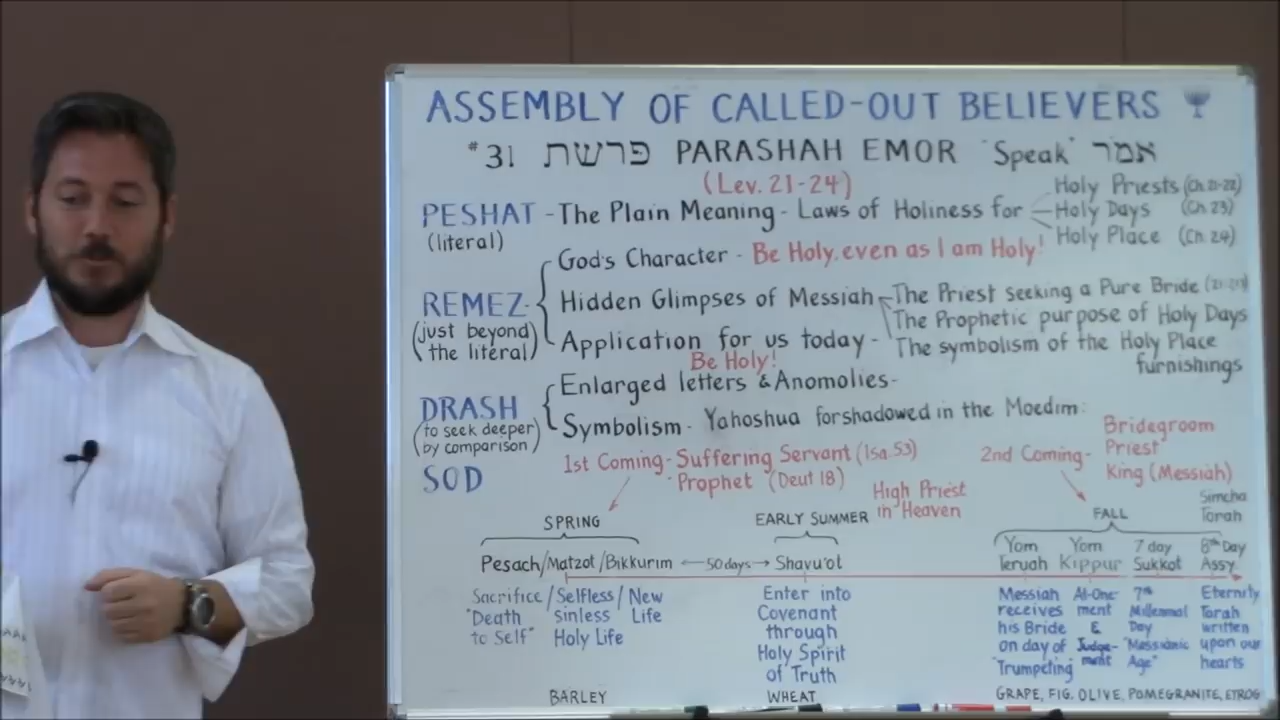 ASSEMBLY OF CALLED-OUT BELIEVERS
#31 פרשת PARASHAH EMOR "Speak" אמר
(Lev. 21-24)
PESHAT - The Plain Meaning - Laws of Holiness for
(literal)
Holy Priests (Ch. 21-22)
Holy Days (Ch. 23)
Holy Place (Ch. 24)
REMEZ -
(just beyond
the literal)
God's Character - Be Holy, even as I am Holy!
Hidden Glimpses of Messiah
The Priest seeking a Pure Bride
The Prophetic purpose of Holy Days
Application for us today -
The symbolism of the Holy Place
furnishings
Be Holy!
DRASH
(to seek deeper
by comparison)
Enlarged letters & Anomolies -
Symbolism - Yahoshua forshadowed in the Moedim:
SOD
1st Coming - Suffering Servant (Isa. 53)
- Prophet (Deut 18)
High Priest
in Heaven
2nd Coming -
Bridegroom
Priest
King (Messiah)
SPRING
EARLY SUMMER
FALL
Simcha
Torah
Pesach/Matzot/Bikkurim ←50 days→ Shavu'ot
Yom
Teruah
Yom
Kippur
7 day
Sukkot
8th Day
Assy.
Sacrifice / Selfless / New
"Death sinless Life
to Self" Holy Life
Enter into
Covenant
through
Holy Spirit
of Truth
Messiah
receives
his Bride
on day of
"Trumpeting"
At-One-
ment
&
Judge-
ment
7th
Millennial
Day
"Messianic
Age"
Eternity
Torah
written
upon our
hearts
BARLEY
WHEAT
GRAPE, FIG, OLIVE, POMEGRANITE, ETROG